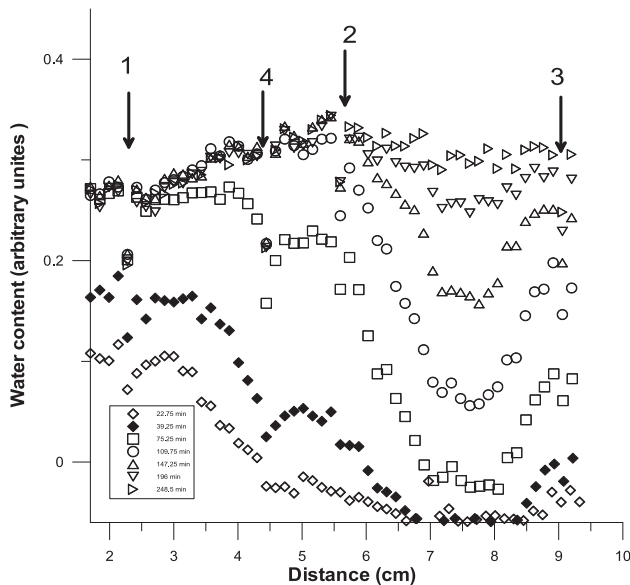 1
4
2
3
0.4
0.2
0
Water content (arbitrary unites )
22.75 min
39,25 min
75.25 min
109,75 min
147,25 min
196 min
248,5 min
2 3 4 5 6 7 8 9 10
Distance (cm)